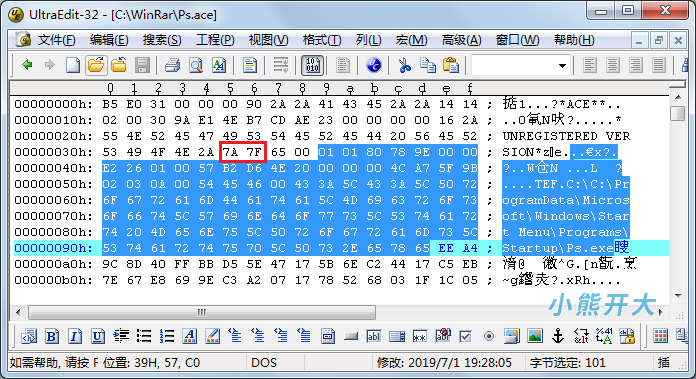 UltraEdit-32 - [C:\WinRar\Ps.ace]
文件(F) 编辑(E) 搜索(S) 工程(P) 视图(V) 格式(T) 列(L) 宏(M) 高级(A) 窗口(W) 帮助(H)
0 1 2 3 4 5 6 7 8 9 a b c d e f
00000000h: B5 E0 31 00 00 00 90 2A 2A 41 43 45 2A 2A 14 14 ; 掂1...?*ACE**..
00000010h: 02 00 30 9A E1 4E B7 CD AE 23 00 00 00 00 16 2A ; ..0氭N吠?.....*
00000020h: 55 4E 52 45 47 49 53 54 45 52 45 44 20 56 45 52 ; UNREGISTERED VER
00000030h: 53 49 4F 4E 2A 7A 7F 65 00 01 01 80 78 9E 00 00 ; SION*z e...€x?.
00000040h: E2 26 01 00 57 B2 D6 4E 20 00 00 00 4C A7 5F 9B ; ?..W仓N ...L ?
00000050h: 02 03 0A 00 54 45 46 00 43 3A 5C 43 3A 5C 50 72 ; ....TEF.C:\C:\Pr
00000060h: 6F 67 72 61 6D 44 61 74 61 5C 4D 69 63 72 6F 73 ; ogramData\Micros
00000070h: 6F 66 74 5C 57 69 6E 64 6F 77 73 5C 53 74 61 72 ; oft\Windows\Star
00000080h: 74 20 4D 65 6E 75 5C 50 72 6F 67 72 61 6D 73 5C ; t Menu\Programs\
00000090h: 53 74 61 72 74 75 70 5C 50 73 2E 65 78 65 EE A4 ; Startup\Ps.exe睃
000000a0h: 9C 8D 40 FF BB D5 5E 47 17 5B 6E C2 44 17 C5 EB
000000b0h: 7E 67 E8 69 9E C3 A2 07 17 78 52 68 03 1F 1C 05
小熊开大
如需帮助, 请按 F 位置: 39H, 57, C0 DOS 修改: 2019/7/1 19:28:05 字节选定: 101 插